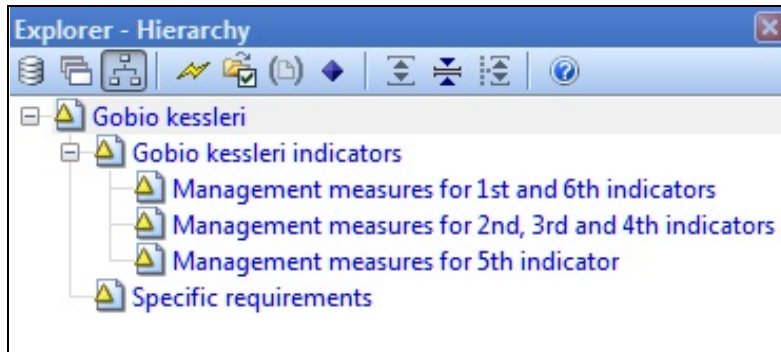 Explorer - Hierarchy
Gobio kessleri
Gobio kessleri indicators
Management measures for 1st and 6th indicators
Management measures for 2nd, 3rd and 4th indicators
Management measures for 5th indicator
Specific requirements